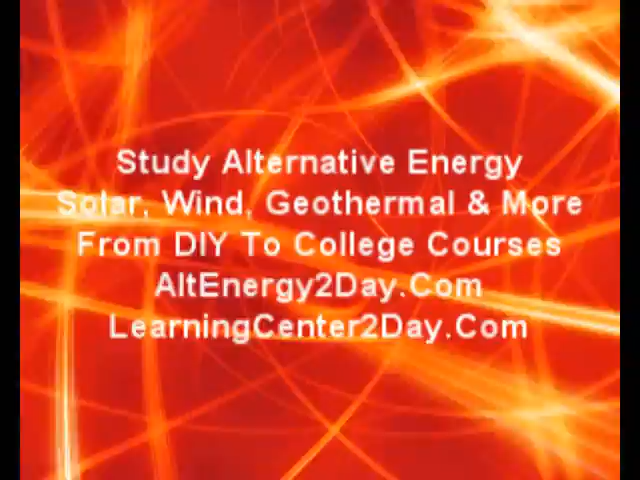 Study Alternative Energy
Solar, Wind, Geothermal & More
From DIY To College Courses
AltEnergy2Day.Com
LearningCenter2Day.Com